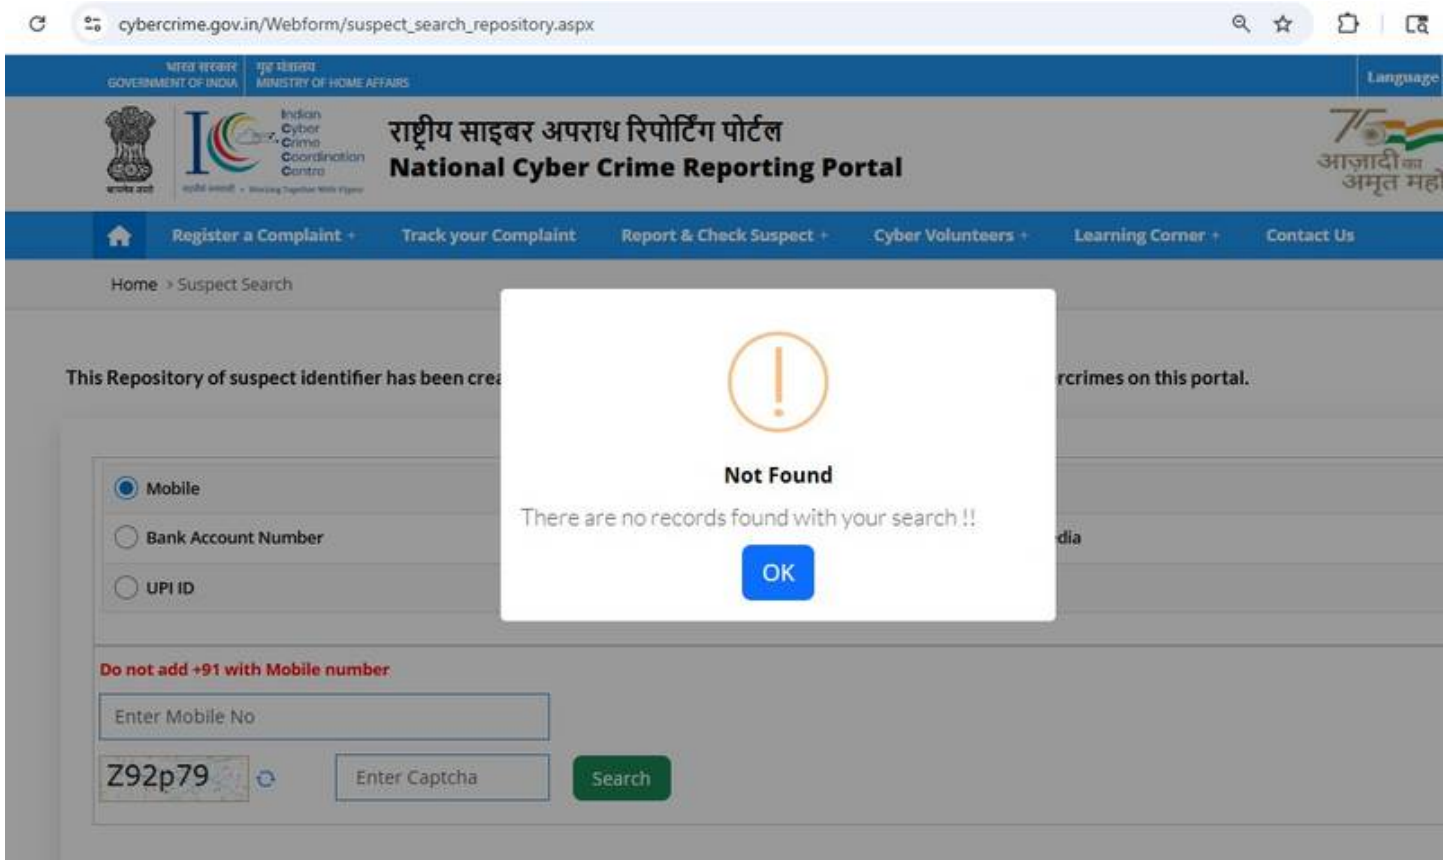 cybercrime.gov.in/Webform/suspect_search_repository.aspx
भारत सरकार गृह मंत्रालय
GOVERNMENT OF INDIA MINISTRY OF HOME AFFAIRS
Language
Indian
Cyber
Crime
Coordination
Centre
राष्ट्रीय साइबर अपराध रिपोर्टिंग पोर्टल
National Cyber Crime Reporting Portal
75
आज़ादी का
अमृत महो
Register a Complaint + Track your Complaint Report & Check Suspect + Cyber Volunteers + Learning Corner + Contact Us
Home > Suspect Search
This Repository of suspect identifier has been crea rcrimes on this portal.
Not Found
There are no records found with your search !!
OK
Mobile
Bank Account Number dia
UPI ID
Do not add +91 with Mobile number
Enter Mobile No
Z92p79 Enter Captcha Search